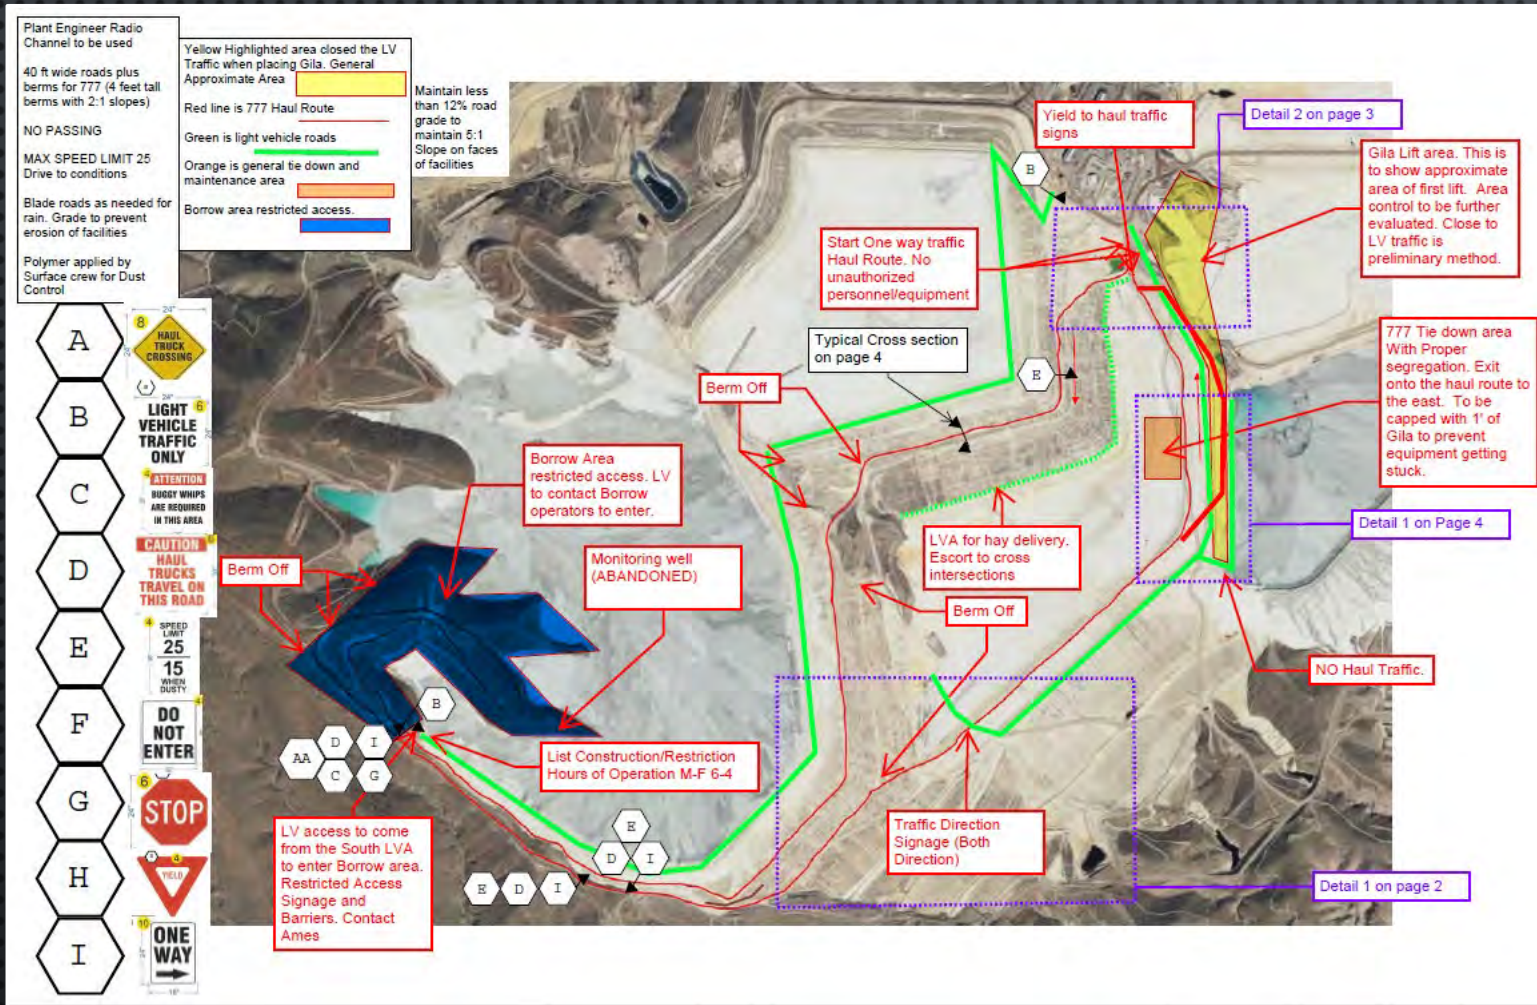 Plant Engineer Radio
Channel to be used
40 ft wide roads plus
berms for 777 (4 feet tall
berms with 2:1 slopes)
NO PASSING
MAX SPEED LIMIT 25
Drive to conditions
Blade roads as needed for
rain. Grade to prevent
erosion of facilities
Polymer applied by
Surface crew for Dust
Control
Yellow Highlighted area closed the LV
Traffic when placing Gila. General
Approximate Area
Red line is 777 Haul Route
Green is light vehicle roads
Orange is general tie down and
maintenance area
Borrow area restricted access.
Maintain less
than 12% road
grade to
maintain 5:1
Slope on faces
of facilities
A
24"
8
HAUL
TRUCK
CROSSING
24"
B
24"
6
LIGHT
VEHICLE
TRAFFIC
ONLY
C
4
ATTENTION
BUGGY WHIPS
ARE REQUIRED
IN THIS AREA
D
CAUTION
HAUL
TRUCKS
TRAVEL ON
THIS ROAD
E
4
SPEED
LIMIT
25
15
WHEN
DUSTY
F
4
DO
NOT
ENTER
G
6
STOP
24"
H
4
YIELD
I
10
ONE
WAY
24"
18"
Yield to haul traffic
signs
Detail 2 on page 3
Gila Lift area. This is
to show approximate
area of first lift. Area
control to be further
evaluated. Close to
LV traffic is
preliminary method.
B
Start One way traffic
Haul Route. No
unauthorized
personnel/equipment
Typical Cross section
on page 4
E
777 Tie down area
With Proper
segregation. Exit
onto the haul route to
the east. To be
capped with 1' of
Gila to prevent
equipment getting
stuck.
Berm Off
Borrow Area
restricted access. LV
to contact Borrow
operators to enter.
LVA for hay delivery.
Escort to cross
intersections
Detail 1 on Page 4
Berm Off
Monitoring well
(ABANDONED)
Berm Off
NO Haul Traffic.
B
AA
D
I
C
G
List Construction/Restriction
Hours of Operation M-F 6-4
LV access to come
from the South LVA
to enter Borrow area.
Restricted Access
Signage and
Barriers. Contact
Ames
E
D
I
E
D
I
Traffic Direction
Signage (Both
Direction)
Detail 1 on page 2